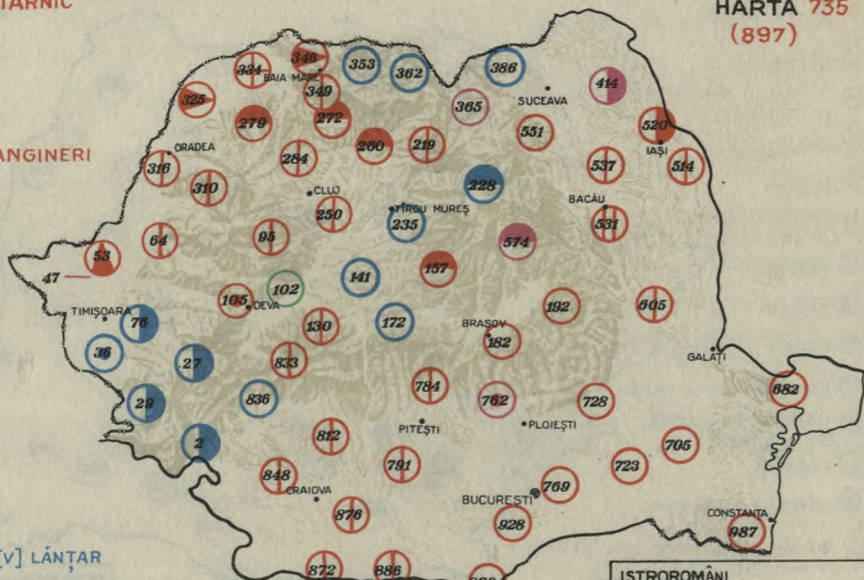 TARNIC
HARTA 735
(897)
346
353
362
386
334
BAIA MARE
349
414
SUCEAVA
325
365
279
272
551
520
260
219
IAȘI
ANGINERI
ORADEA
284
537
514
316
310
228
CLUJ
BACĂU
250
TÎRGU MUREȘ
235
531
64
95
574
53
157
47
141
102
105
DEVA
192
605
TIMIȘOARA
76
130
172
BRAȘOV
182
36
27
833
GALAȚI
784
682
29
836
762
728
PITEȘTI
PLOIEȘTI
2
812
705
791
723
848
CRAIOVA
769
BUCUREȘTI
876
928
CONSTANȚA
987
[V] LĂNȚAR
872
886
ISTROROMÂNI